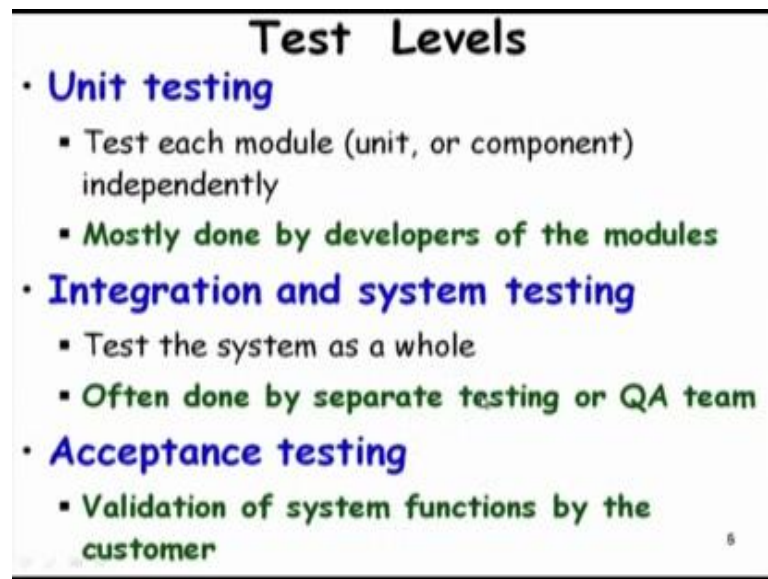 Test Levels
• Unit testing
▪ Test each module (unit, or component)
independently
▪ Mostly done by developers of the modules
• Integration and system testing
▪ Test the system as a whole
▪ Often done by separate testing or QA team
• Acceptance testing
▪ Validation of system functions by the
customer
6